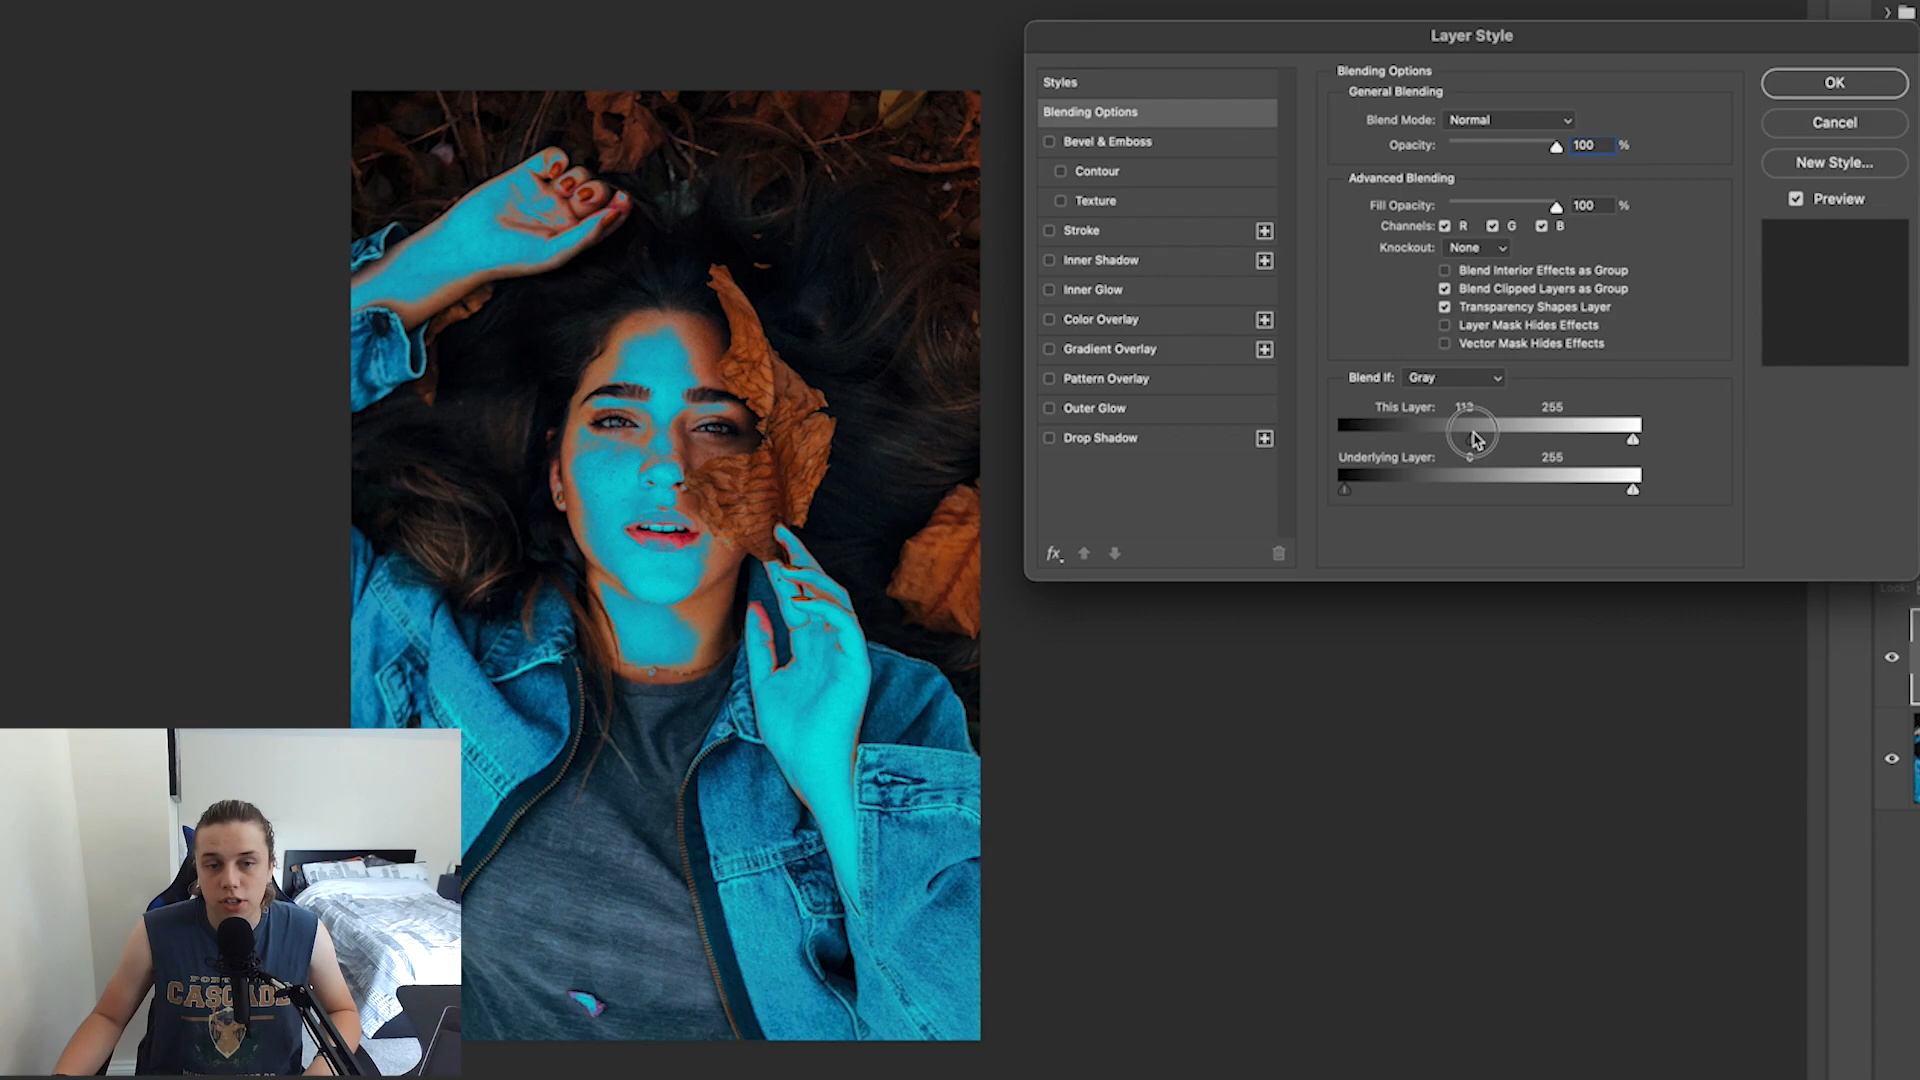 Layer Style
Styles
Blending Options
Bevel & Emboss
Contour
Texture
Stroke
Inner Shadow
Inner Glow
Color Overlay
Gradient Overlay
Pattern Overlay
Outer Glow
Drop Shadow
fx
Blending Options
General Blending
Blend Mode: Normal
Opacity: 100 %
Advanced Blending
Fill Opacity: 100 %
Channels: R G B
Knockout: None
Blend Interior Effects as Group
Blend Clipped Layers as Group
Transparency Shapes Layer
Layer Mask Hides Effects
Vector Mask Hides Effects
Blend If: Gray
This Layer: 255
Underlying Layer: 255
OK
Cancel
New Style...
Preview
Lock:
CASCADE